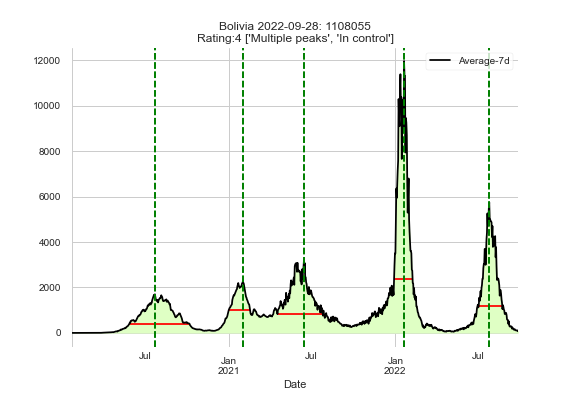 Bolivia 2022-09-28: 1108055
Rating:4 ['Multiple peaks', 'In control']
Average-7d
12000
10000
8000
6000
4000
2000
0
Jul
Jan
2021
Jul
Jan
2022
Jul
Date